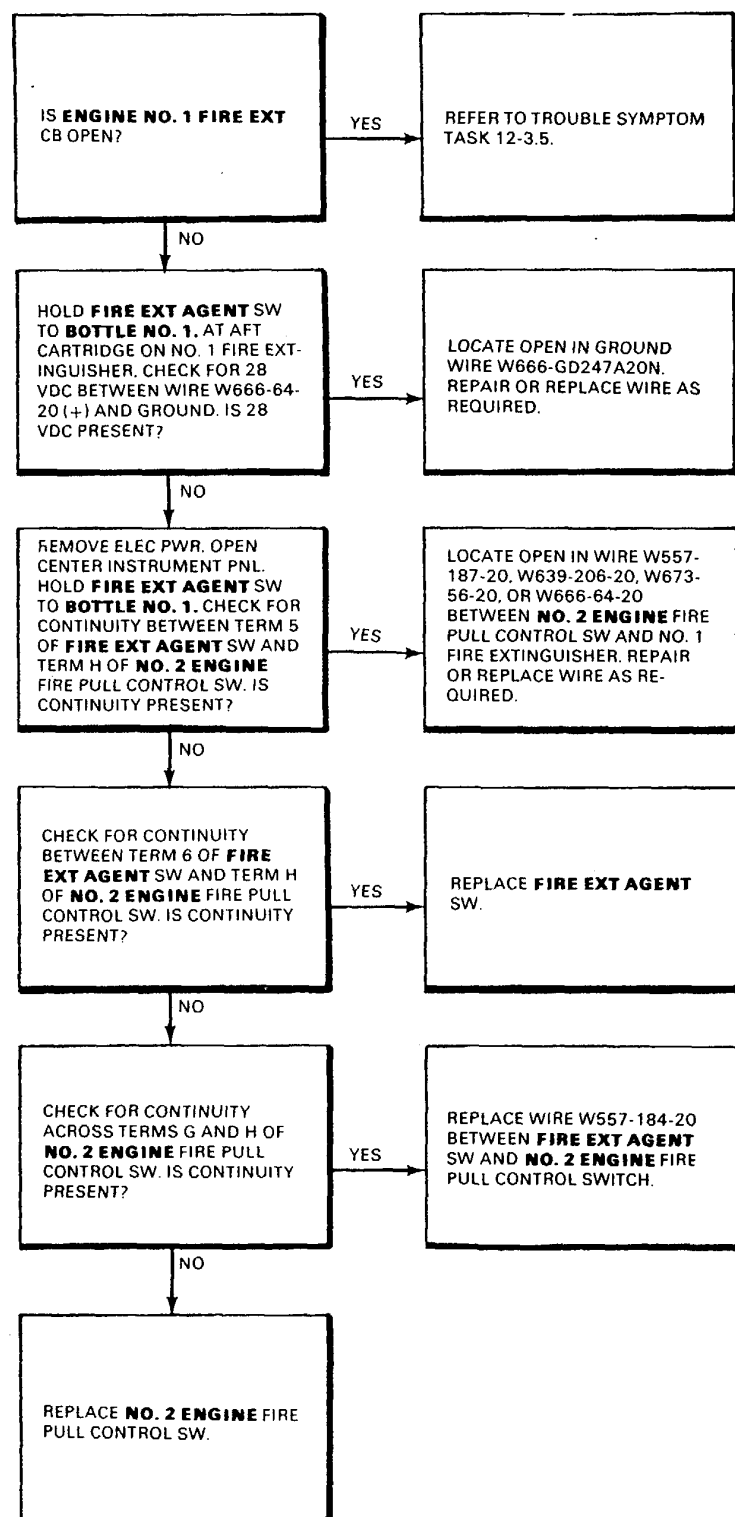 IS ENGINE NO. 1 FIRE EXT
CB OPEN?
YES
REFER TO TROUBLE SYMPTOM
TASK 12-3.5.
NO
HOLD FIRE EXT AGENT SW
TO BOTTLE NO. 1. AT AFT
CARTRIDGE ON NO. 1 FIRE EXT-
INGUISHER, CHECK FOR 28
VDC BETWEEN WIRE W666-64-
20 (+) AND GROUND. IS 28
VDC PRESENT?
YES
LOCATE OPEN IN GROUND
WIRE W666-GD247A20N.
REPAIR OR REPLACE WIRE AS
REQUIRED.
NO
REMOVE ELEC PWR. OPEN
CENTER INSTRUMENT PNL.
HOLD FIRE EXT AGENT SW
TO BOTTLE NO. 1. CHECK FOR
CONTINUITY BETWEEN TERM 5
OF FIRE EXT AGENT SW AND
TERM H OF NO. 2 ENGINE
FIRE PULL CONTROL SW. IS
CONTINUITY PRESENT?
YES
LOCATE OPEN IN WIRE W557-
187-20, W639-206-20, W673-
56-20, OR W666-64-20
BETWEEN NO. 2 ENGINE FIRE
PULL CONTROL SW AND NO. 1
FIRE EXTINGUISHER. REPAIR
OR REPLACE WIRE AS RE-
QUIRED.
NO
CHECK FOR CONTINUITY
BETWEEN TERM 6 OF FIRE
EXT AGENT SW AND TERM H
OF NO. 2 ENGINE FIRE PULL
CONTROL SW. IS CONTINUITY
PRESENT?
YES
REPLACE FIRE EXT AGENT
SW.
NO
CHECK FOR CONTINUITY
ACROSS TERMS G AND H OF
NO. 2 ENGINE FIRE PULL
CONTROL SW. IS CONTINUITY
PRESENT?
YES
REPLACE WIRE W557-184-20
BETWEEN FIRE EXT AGENT
SW AND NO. 2 ENGINE FIRE
PULL CONTROL SWITCH.
NO
REPLACE NO. 2 ENGINE FIRE
PULL CONTROL SW.